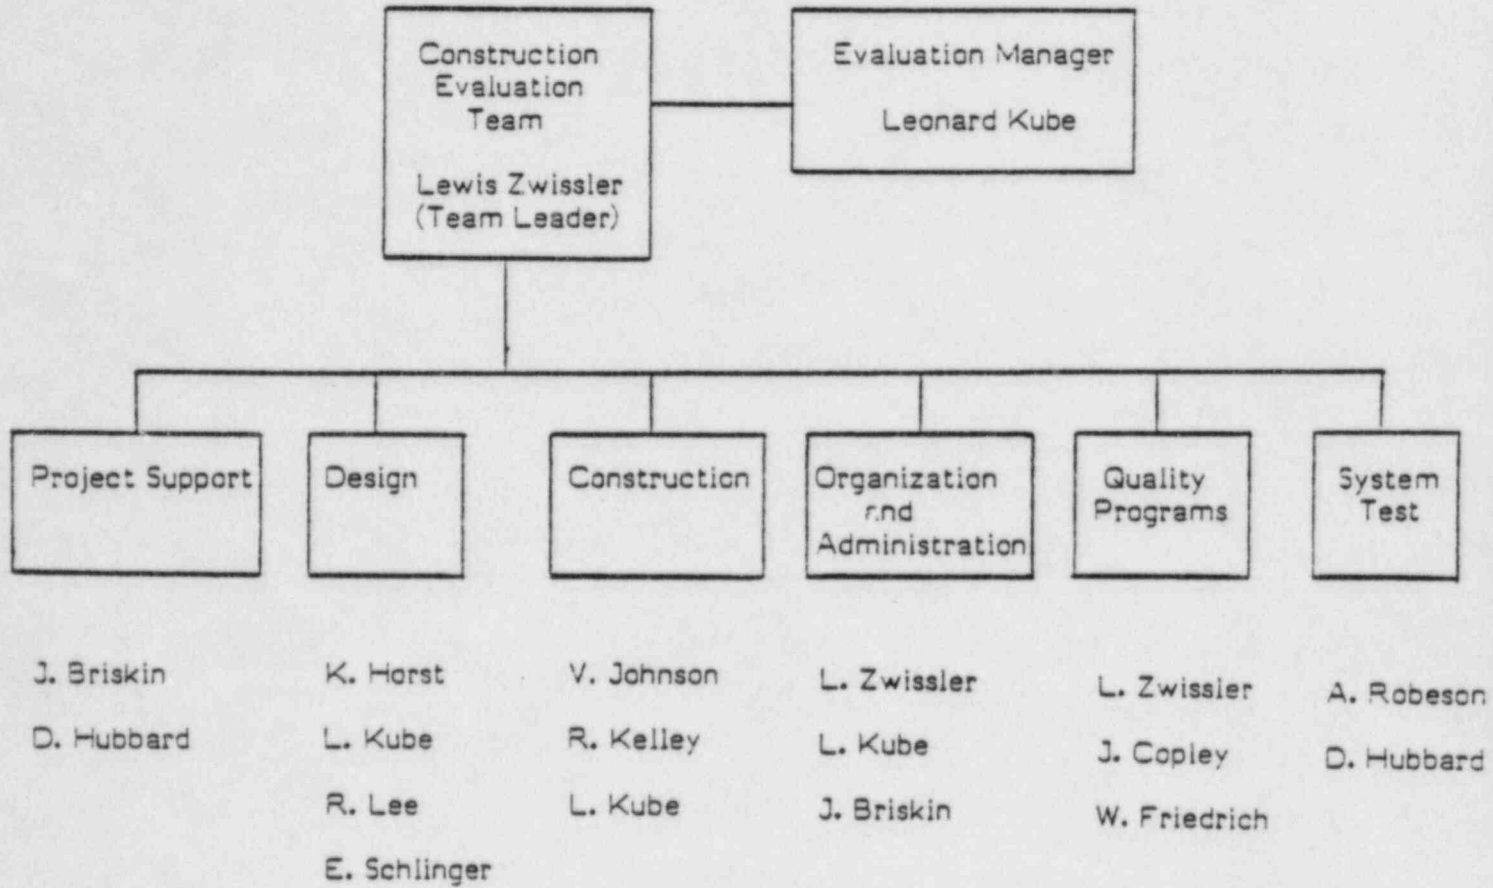 Construction
Evaluation
Team
Lewis Zwissler
(Team Leader)
Evaluation Manager
Leonard Kube
Project Support
Design
Construction
Organization
and
Administration
Quality
Programs
System
Test
J. Briskin
D. Hubbard
K. Horst
L. Kube
R. Lee
E. Schlinger
V. Johnson
R. Kelley
L. Kube
L. Zwissler
L. Kube
J. Briskin
L. Zwissler
J. Copley
W. Friedrich
A. Robeson
D. Hubbard